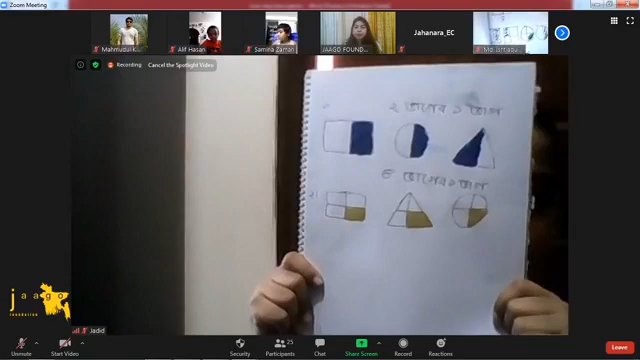 Zoom Meeting
Mahmudul K...
Alif Hasan
Samina Zaman
JAAGO FOUND...
Jahanara_EC
Recording
Cancel the Spotlight Video
২ ভাগের ১ ভাগ
৪ ভাগের ১ ভাগ
২।
jaago
foundation
Jadid
Unmute
Start Video
Security
Participants
25
Chat
Share Screen
Record
Reactions
Leave